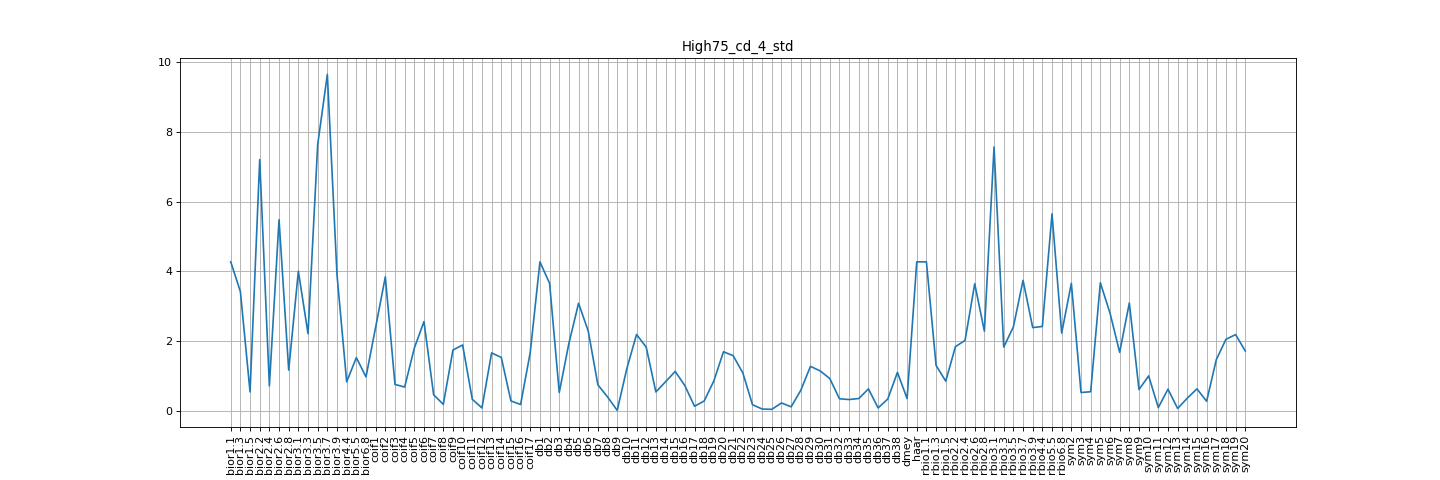 High75_cd_4_std
10
8
6
4
2
0
bior1.1
bior1.3
bior1.5
bior2.2
bior2.4
bior2.6
bior2.8
bior3.1
bior3.3
bior3.5
bior3.7
bior3.9
bior4.4
bior5.5
bior6.8
coif1
coif2
coif3
coif4
coif5
coif6
coif7
coif8
coif9
coif10
coif11
coif12
coif13
coif14
coif15
coif16
coif17
db1
db2
db3
db4
db5
db6
db7
db8
db9
db10
db11
db12
db13
db14
db15
db16
db17
db18
db19
db20
db21
db22
db23
db24
db25
db26
db27
db28
db29
db30
db31
db32
db33
db34
db35
db36
db37
db38
dmey
haar
rbio1.1
rbio1.3
rbio1.5
rbio2.2
rbio2.4
rbio2.6
rbio2.8
rbio3.1
rbio3.3
rbio3.5
rbio3.7
rbio3.9
rbio4.4
rbio5.5
rbio6.8
sym2
sym3
sym4
sym5
sym6
sym7
sym8
sym9
sym10
sym11
sym12
sym13
sym14
sym15
sym16
sym17
sym18
sym19
sym20